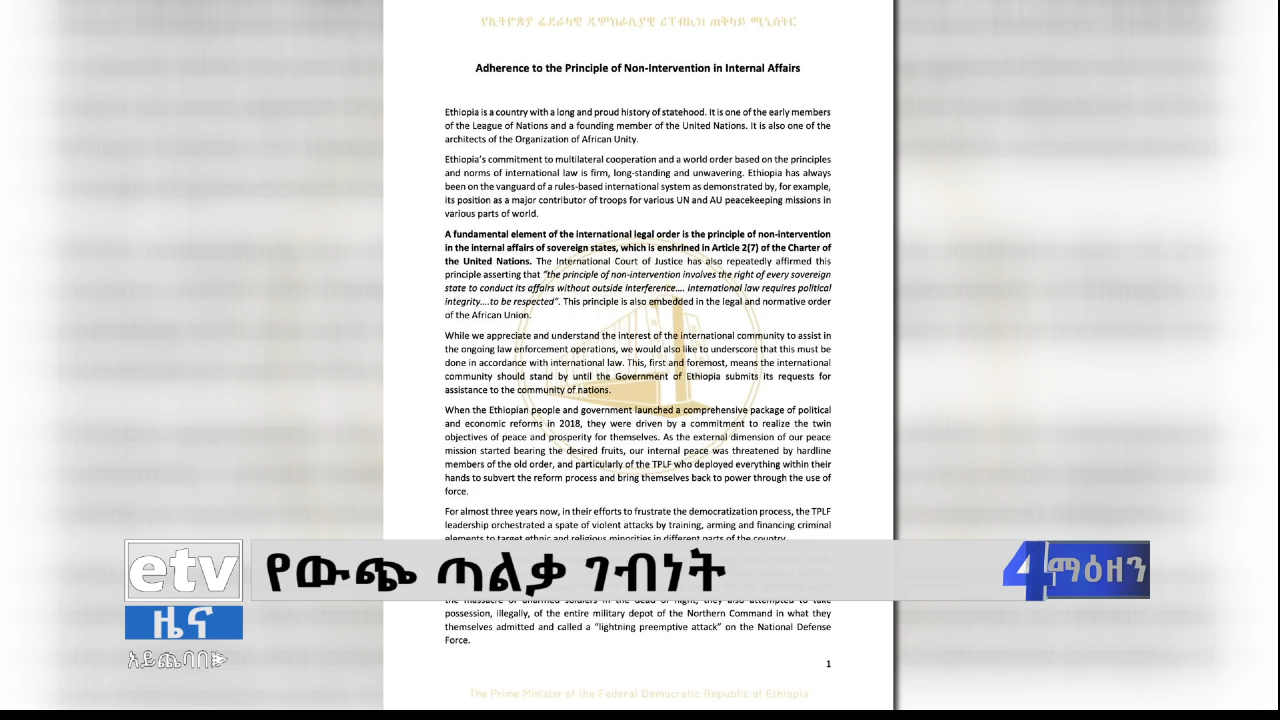 የኢትዮጵያ ፌደራላዊ ዲሞክራሲያዊ ሪፐብሊክ ጠቅላይ ሚኒስትር
Adherence to the Principle of Non-Intervention in Internal Affairs
Ethiopia is a country with a long and proud history of statehood. It is one of the early members
of the League of Nations and a founding member of the United Nations. It is also one of the
architects of the Organization of African Unity.
Ethiopia's commitment to multilateral cooperation and a world order based on the principles
and norms of international law is firm, long-standing and unwavering. Ethiopia has always
been on the vanguard of a rules-based international system as demonstrated by, for example,
its position as a major contributor of troops for various UN and AU peacekeeping missions in
various parts of world.
A fundamental element of the international legal order is the principle of non-intervention
in the internal affairs of sovereign states, which is enshrined in Article 2(7) of the Charter of
the United Nations. The International Court of Justice has also repeatedly affirmed this
principle asserting that "the principle of non-intervention involves the right of every sovereign
state to conduct its affairs without outside interference.... international law requires political
integrity....to be respected". This principle is also embedded in the legal and normative order
of the African Union.
While we appreciate and understand the interest of the international community to assist in
the ongoing law enforcement operations, we would also like to underscore that this must be
done in accordance with international law. This, first and foremost, means the international
community should stand by until the Government of Ethiopia submits its requests for
assistance to the community of nations.
When the Ethiopian people and government launched a comprehensive package of political
and economic reforms in 2018, they were driven by a commitment to realize the twin
objectives of peace and prosperity for themselves. As the external dimension of our peace
mission started bearing the desired fruits, our internal peace was threatened by hardline
members of the old order, and particularly of the TPLF who deployed everything within their
hands to subvert the reform process and bring themselves back to power through the use of
force.
For almost three years now, in their efforts to frustrate the democratization process, the TPLF
leadership orchestrated a spate of violent attacks by training, arming and financing criminal
elements to target ethnic and religious minorities in different parts of the country.
etv
የውጭ ጣልቃ ገብነት
4 ማዕዘን
ዜና
አይጨበበም
the massacre of unarmed soldiers in the dead of night, they also attempted to take
possession, illegally, of the entire military depot of the Northern Command in what they
themselves admitted and called a "lightning preemptive attack" on the National Defense
Force.
1
The Prime Minister of the Federal Democratic Republic of Ethiopia